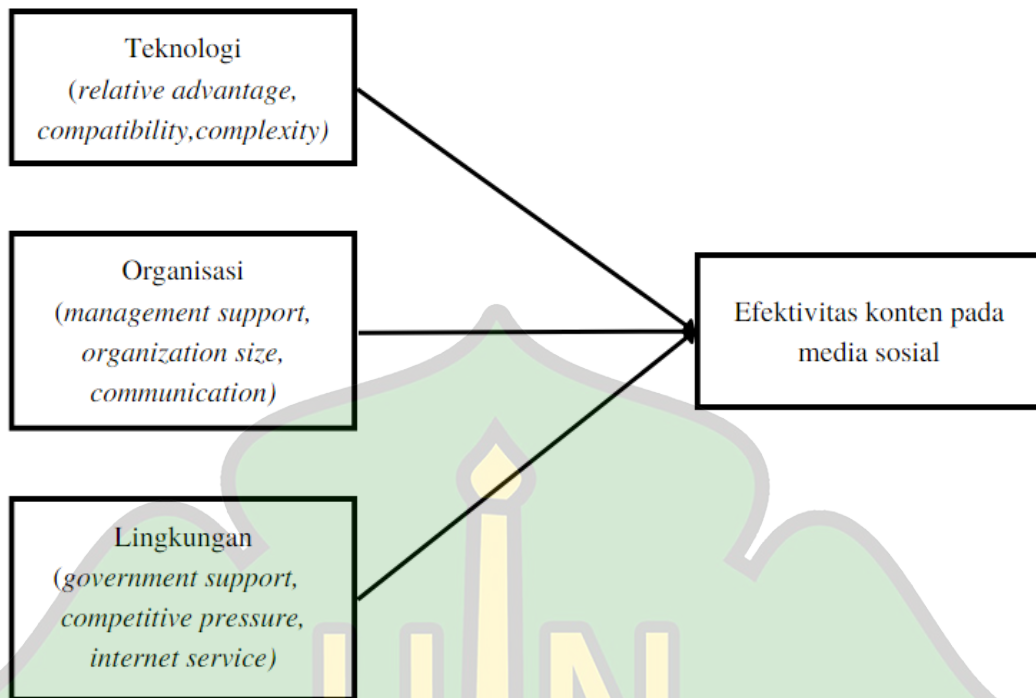 Teknologi
(relative advantage,
compatibility,complexity)
Organisasi
(management support,
organization size,
communication)
Lingkungan
(government support,
competitive pressure,
internet service)
Efektivitas konten pada
media sosial
UIN